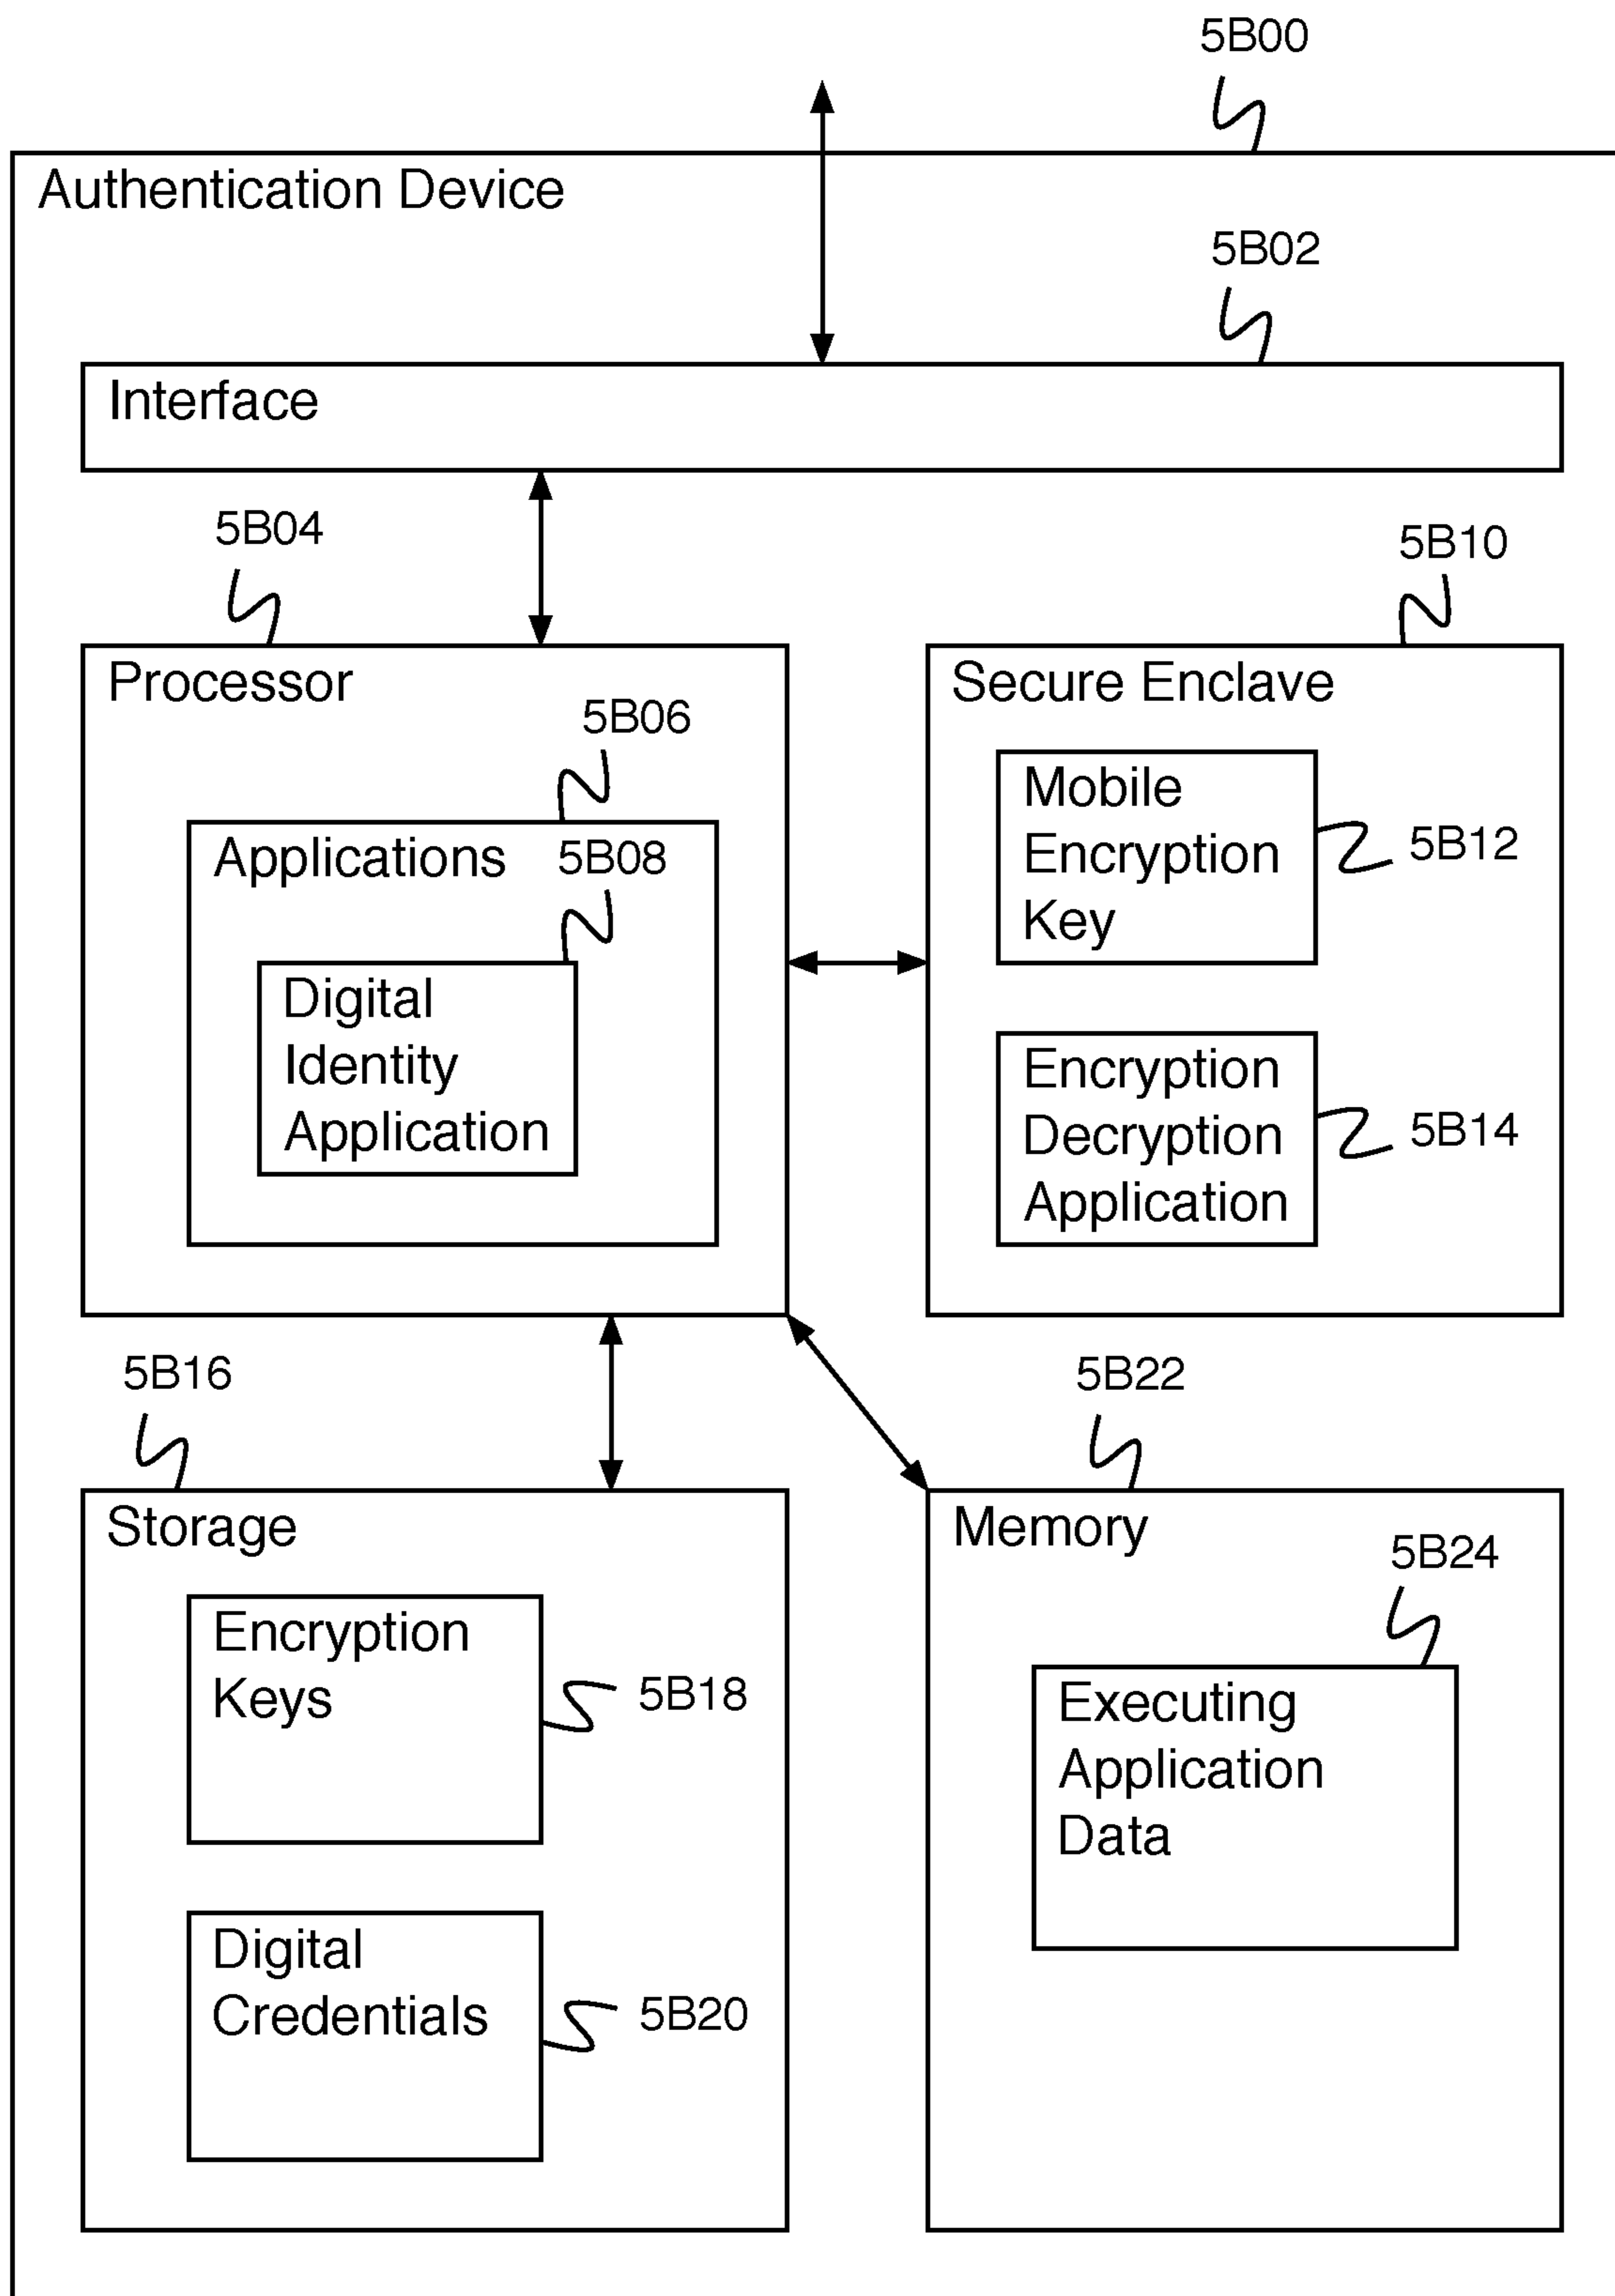 5B00
Authentication Device
5B02
Interface
5B04
5B10
Processor
Secure Enclave
5B06
Mobile
Encryption
Key
5B12
Applications
5B08
Digital
Identity
Application
Encryption
Decryption
Application
5B14
5B16
5B22
Storage
Memory
5B24
Encryption
Keys
5B18
Executing
Application
Data
Digital
Credentials
5B20